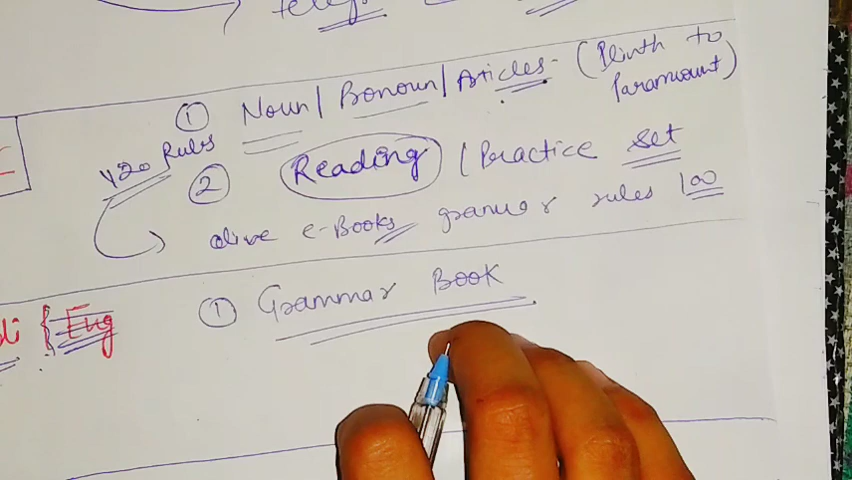 ① Noun / Pronoun / Articles - (Plinth to
Paramount)
420 Rules
② Reading / Practice set
olive e-Books rules 100
{ Eng
① Grammar Book